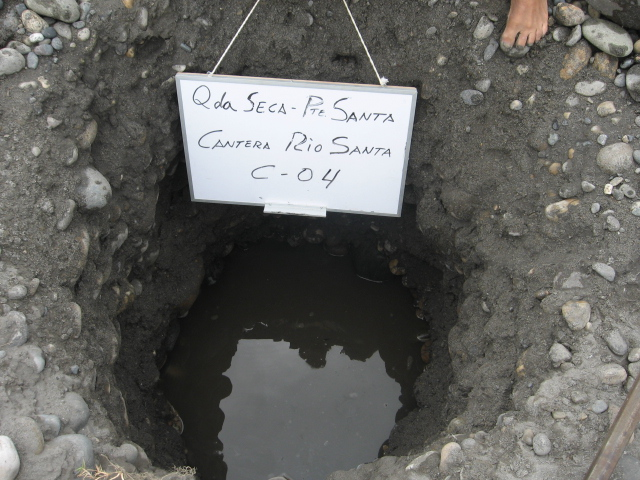 Qda SECA - PTE. SANTA
CANTERA RIO SANTA
C-04